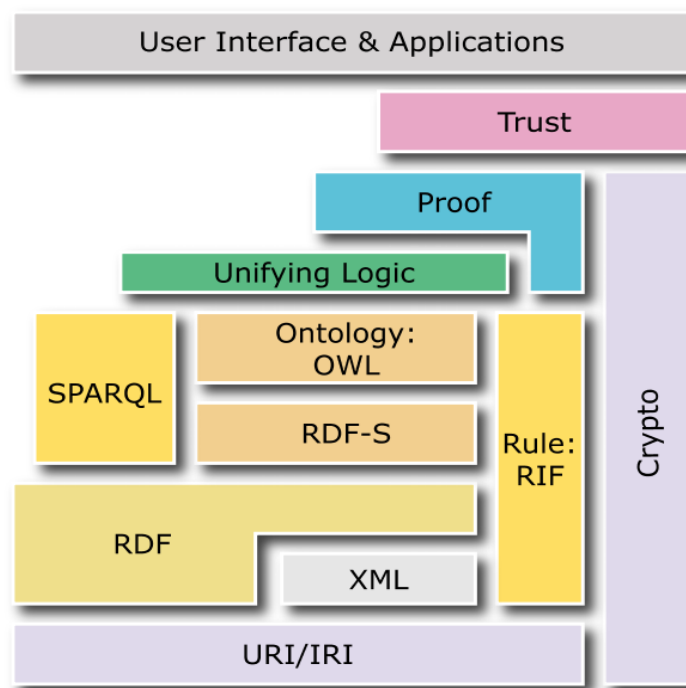 User Interface & Applications
Trust
Proof
Unifying Logic
Ontology:
OWL
SPARQL
RDF-S
Rule:
RIF
Crypto
RDF
XML
URI/IRI